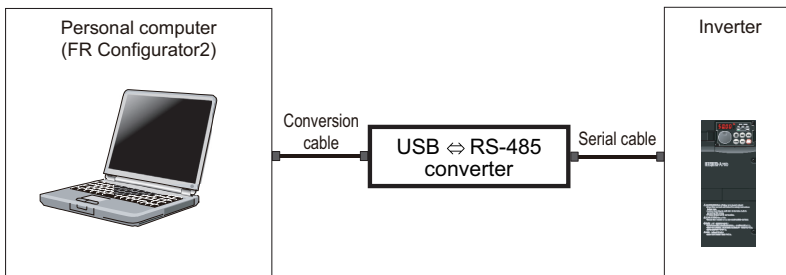 Personal computer
(FR Configurator2)
Conversion
cable
USB ⇔ RS-485
converter
Serial cable
Inverter